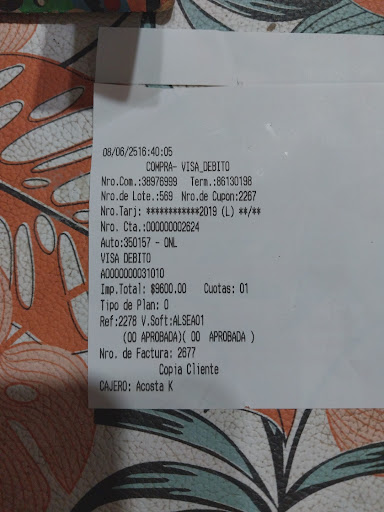 08/06/2516:40:05
COMPRA- VISA_DEBITO
Nro.Com.:38976999 Term.:86130198
Nro.de Lote.:569 Nro.de Cupon:2267
Nro.Tarj: ************2019 (L) **/**
Nro. Cta.:000000002624
Auto:350157 - ONL
VISA DEBITO
A0000000031010
Imp.Total: $9600.00 Cuotas: 01
Tipo de Plan: 0
Ref:2278 V.Soft:ALSEA01
(00 APROBADA)( 00 APROBADA )
Nro. de Factura: 2677
Copia Cliente
CAJERO: Acosta K